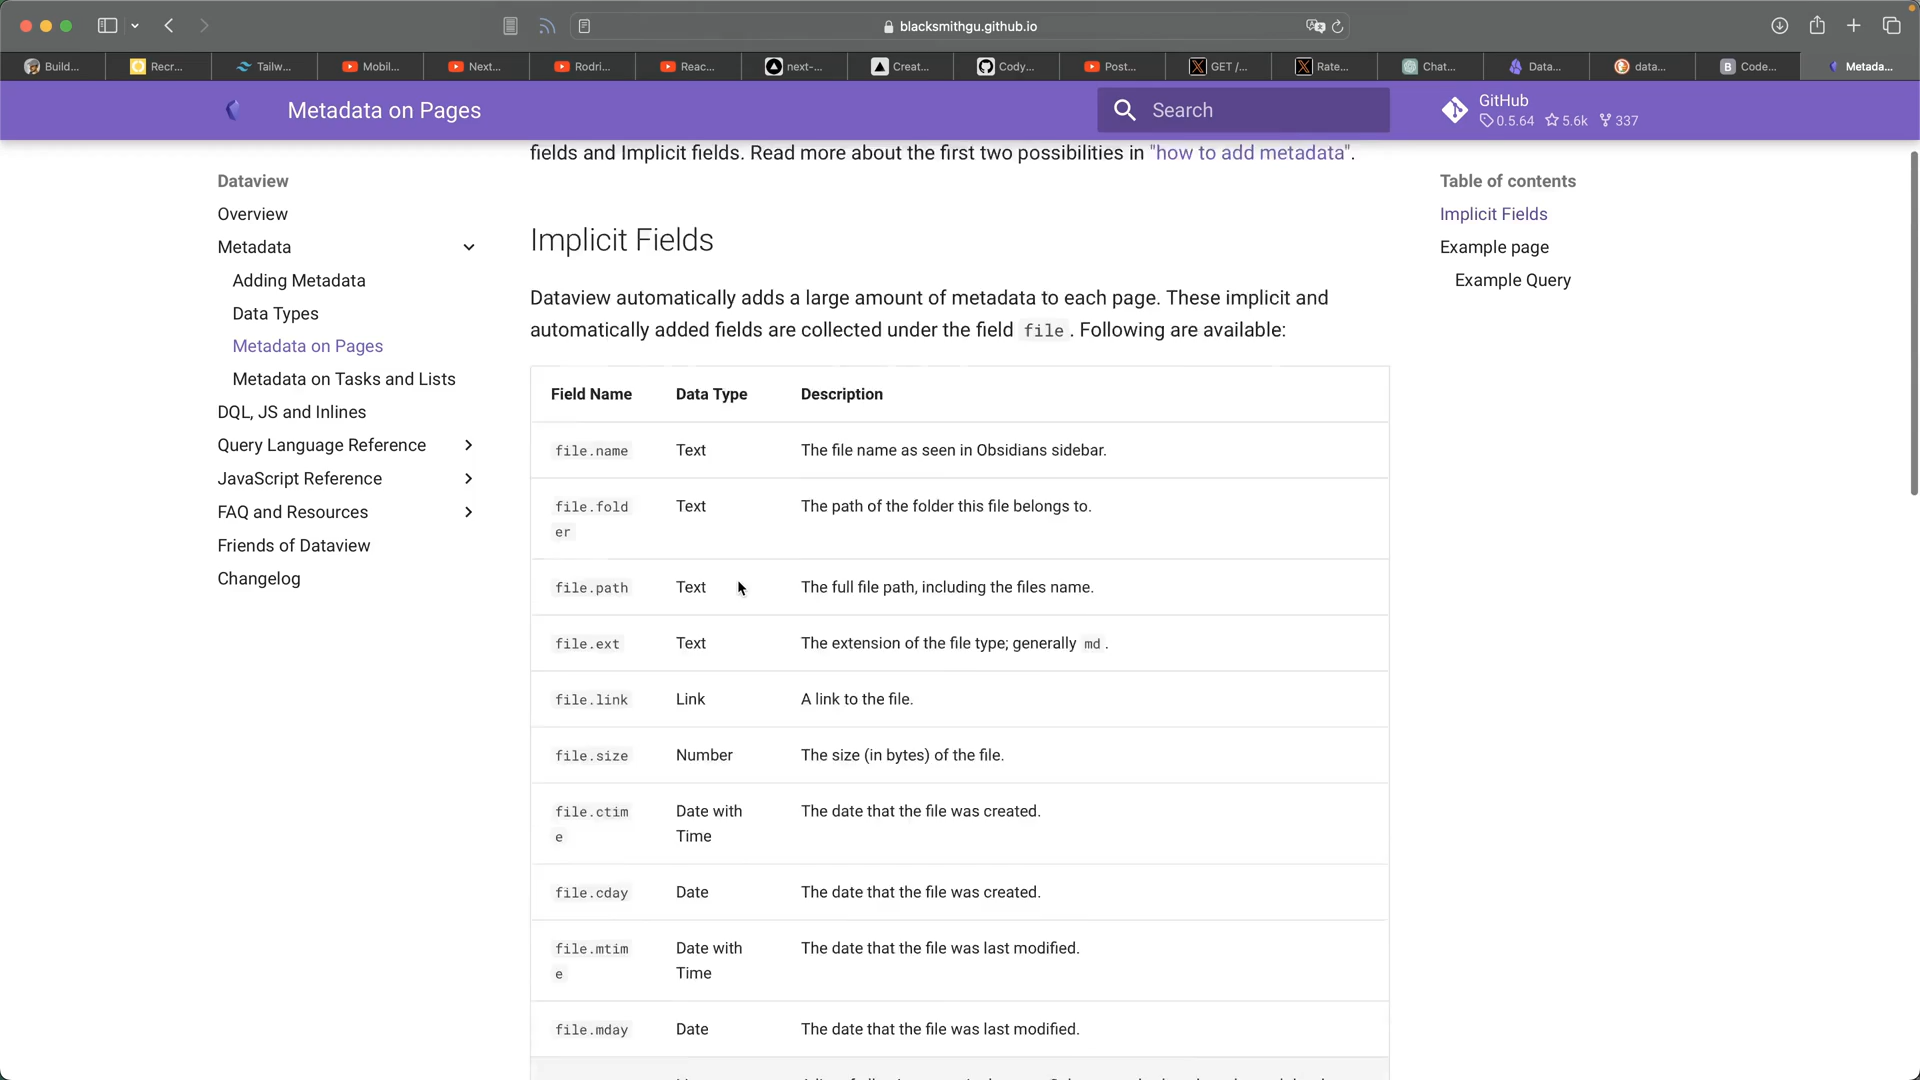 blacksmithgu.github.io
Build...
Recr...
Tailw...
Mobil...
Next...
Rodri...
Reac...
next-...
Creat...
Cody...
Post...
GET /...
Rate...
Chat...
Data...
data...
Code...
Metada...
Metadata on Pages
Search
GitHub
0.5.64 5.6k 337
fields and Implicit fields. Read more about the first two possibilities in "how to add metadata".
Dataview
Overview
Metadata
Adding Metadata
Data Types
Metadata on Pages
Metadata on Tasks and Lists
DQL, JS and Inlines
Query Language Reference
JavaScript Reference
FAQ and Resources
Friends of Dataview
Changelog
Implicit Fields
Dataview automatically adds a large amount of metadata to each page. These implicit and
automatically added fields are collected under the field file. Following are available:
Field Name Data Type Description
file.name Text The file name as seen in Obsidians sidebar.
file.fold Text The path of the folder this file belongs to.
er
file.path Text The full file path, including the files name.
file.ext Text The extension of the file type; generally md.
file.link Link A link to the file.
file.size Number The size (in bytes) of the file.
file.ctim Date with The date that the file was created.
e Time
file.cday Date The date that the file was created.
file.mtim Date with The date that the file was last modified.
e Time
file.mday Date The date that the file was last modified.
Table of contents
Implicit Fields
Example page
Example Query